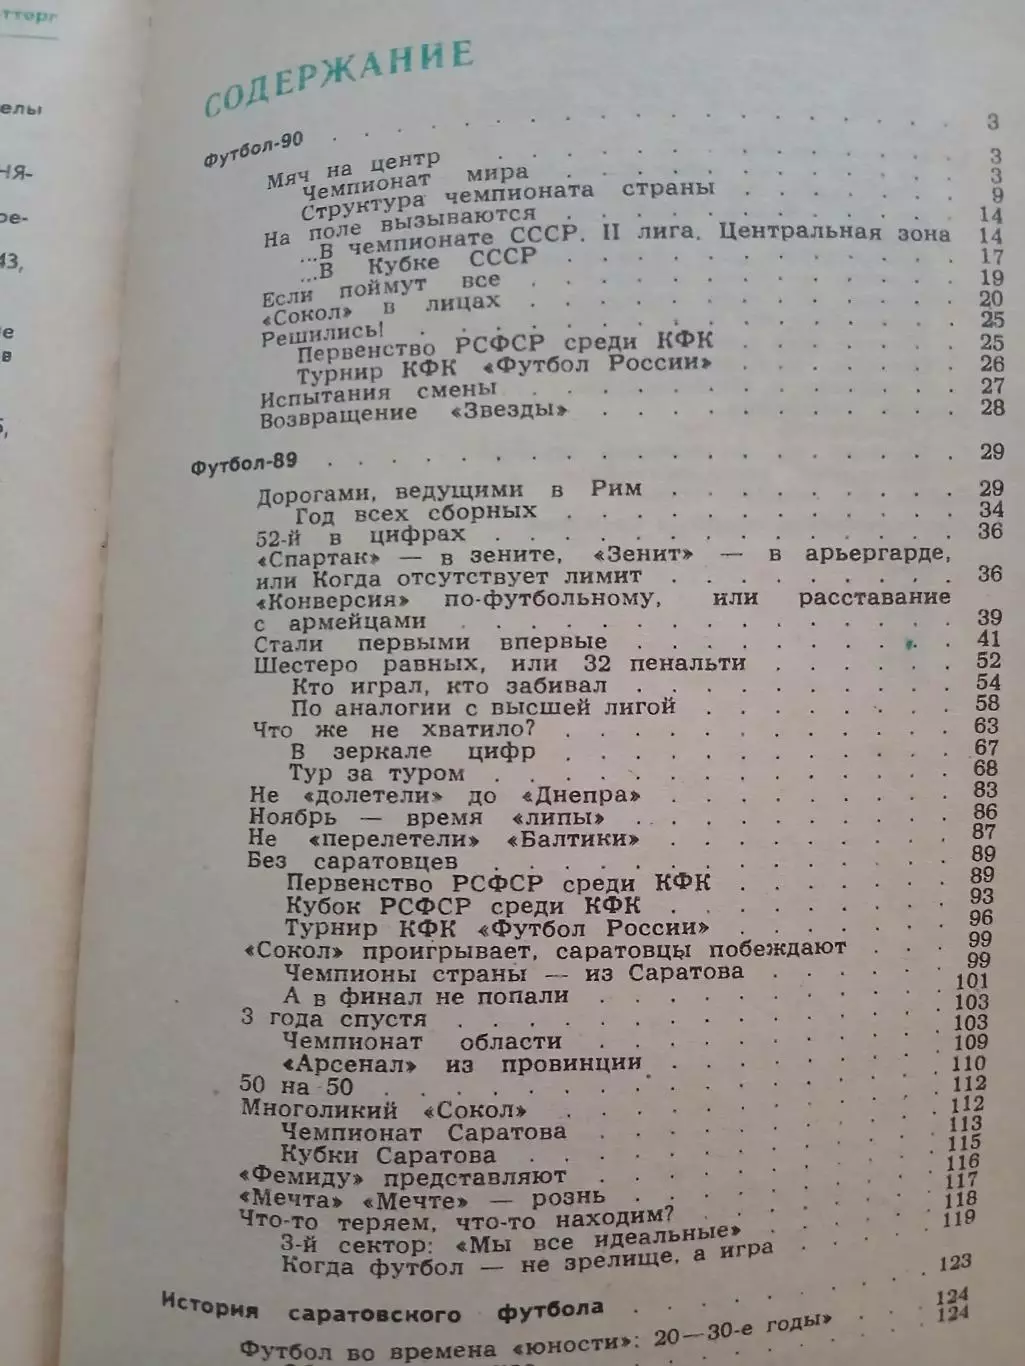 тторг
елы
НЯ-
ре-
43,
СОДЕРЖАНИЕ
Футбол-90 . . . 3
Мяч на центр . . . 3
Чемпионат мира . . . 3
Структура чемпионата страны . . . 9
На поле вызываются . . . 14
...В чемпионате СССР. II лига. Центральная зона 14
...В Кубке СССР . . . 17
Если поймут все . . . 19
«Сокол» в лицах . . . 20
Решились! . . . 25
Первенство РСФСР среди КФК . . . 25
Турнир КФК «Футбол России» . . . 26
Испытания смены . . . 27
Возвращение «Звезды» . . . 28
Футбол-89 . . . 29
Дорогами, ведущими в Рим . . . 29
Год всех сборных . . . 34
52-й в цифрах . . . 36
«Спартак» — в зените, «Зенит» — в арьергарде,
или Когда отсутствует лимит . . . 36
«Конверсия» по-футбольному, или расставание
с армейцами . . . 39
Стали первыми впервые . . . 41
Шестеро равных, или 32 пенальти . . . 52
Кто играл, кто забивал . . . 54
По аналогии с высшей лигой . . . 58
Что же не хватило? . . . 63
В зеркале цифр . . . 67
Тур за туром . . . 68
Не «долетели» до «Днепра» . . . 83
Ноябрь — время «липы» . . . 86
Не «перелетели» «Балтики» . . . 87
Без саратовцев . . . 89
Первенство РСФСР среди КФК . . . 89
Кубок РСФСР среди КФК . . . 93
Турнир КФК «Футбол России» . . . 96
«Сокол» проигрывает, саратовцы побеждают . . . 99
Чемпионы страны — из Саратова . . . 99
А в финал не попали . . . 101
3 года спустя . . . 103
Чемпионат области . . . 103
«Арсенал» из провинции . . . 109
50 на 50 . . . 110
Многоликий «Сокол» . . . 112
Чемпионат Саратова . . . 112
Кубки Саратова . . . 113
«Фемиду» представляют . . . 115
«Мечта» «Мечте» — рознь . . . 116
Что-то теряем, что-то находим? . . . 117
3-й сектор: «Мы все идеальные» . . . 118
Когда футбол — не зрелище, а игра . . . 119
123
История саратовского футбола . . . 124
Футбол во времена «юности»: 20—30-е годы» . . . 124